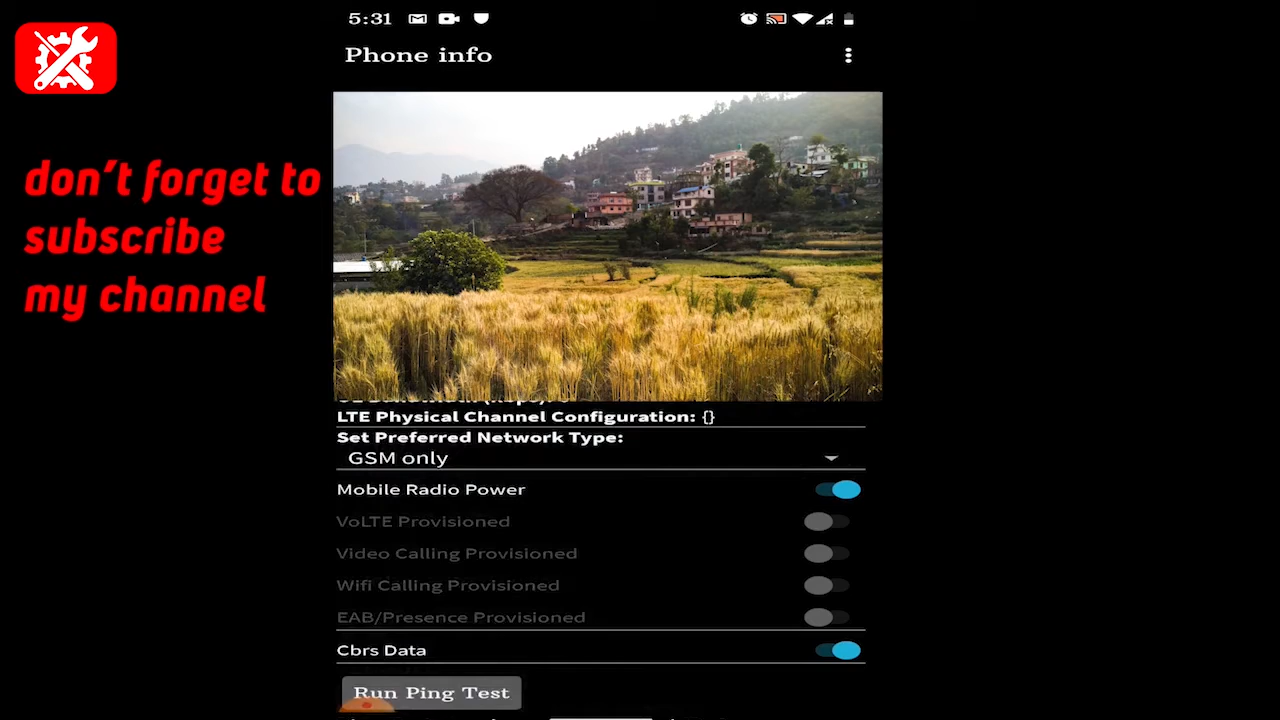 5:31
Phone info
don't forget to
subscribe
my channel
LTE Physical Channel Configuration: {}
Set Preferred Network Type:
GSM only
Mobile Radio Power
VoLTE Provisioned
Video Calling Provisioned
Wifi Calling Provisioned
EAB/Presence Provisioned
Cbrs Data
Run Ping Test